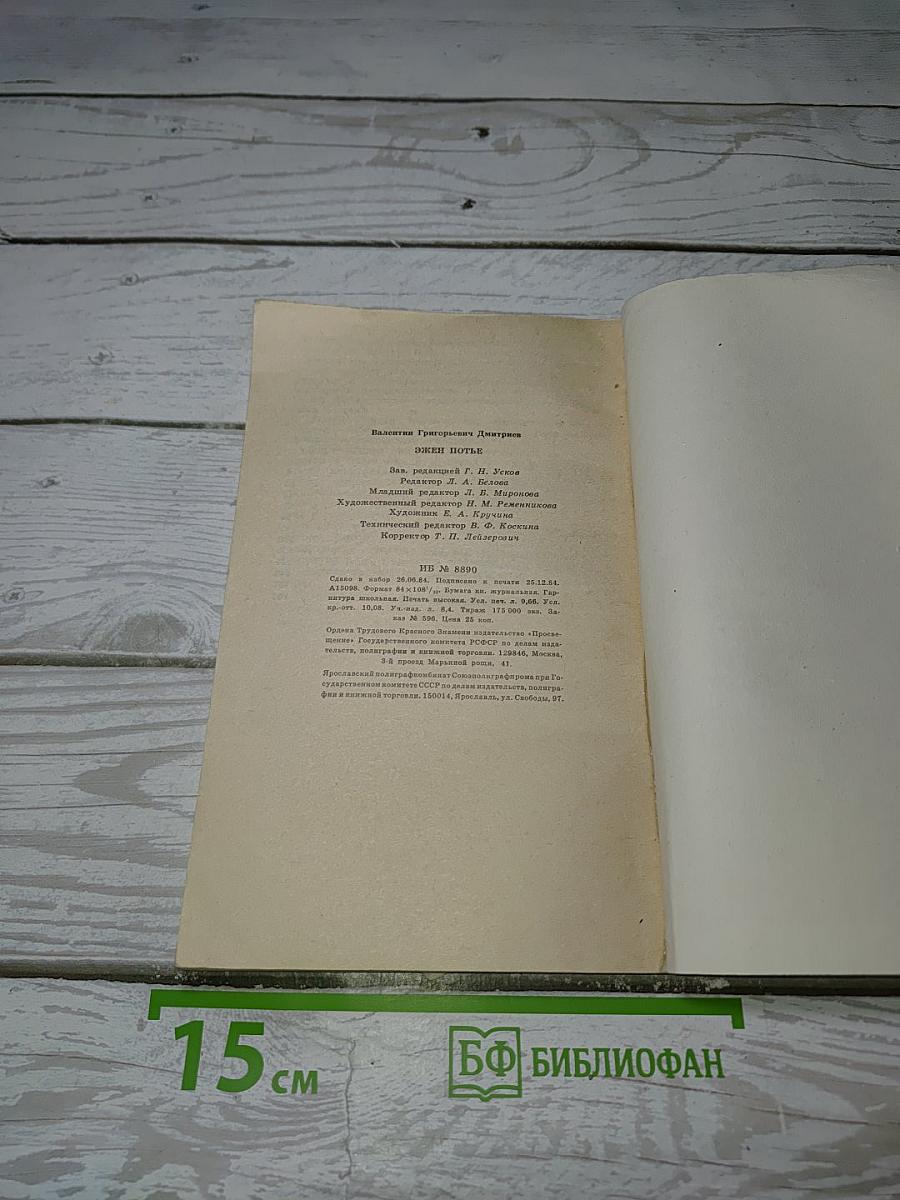 Валентин Григорьевич Дмитриев
ЭЖЕН ПОТЬЕ
Зав. редакцией Г. Н. Усков
Редактор Л. А. Белова
Младший редактор Л. Б. Миронова
Художественный редактор Н. М. Ременникова
Художник Е. А. Кручина
Технический редактор В. Ф. Коскина
Корректор Т. П. Лейзерович
ИБ № 8890
Сдано в набор 26.06.84. Подписано к печати 25.12.84.
А15098. Формат 84×108¹/₃₂. Бумага кн. журнальная. Гар-
нитура школьная. Печать высокая. Усл. печ. л. 9,66. Усл.
кр.-отт. 10,08. Уч.-изд. л. 8,4. Тираж 175 000 экз. За-
каз № 596. Цена 25 коп.
Ордена Трудового Красного Знамени издательство «Просве-
щение» Государственного комитета РСФСР по делам изда-
тельств, полиграфии и книжной торговли. 129846, Москва,
3-й проезд Марьиной рощи, 41.
Ярославский полиграфкомбинат Союзполиграфпрома при Го-
сударственном комитете СССР по делам издательств, полигра-
фии и книжной торговли. 150014, Ярославль, ул. Свободы, 97.
15 см
БФ БИБЛИОФАН